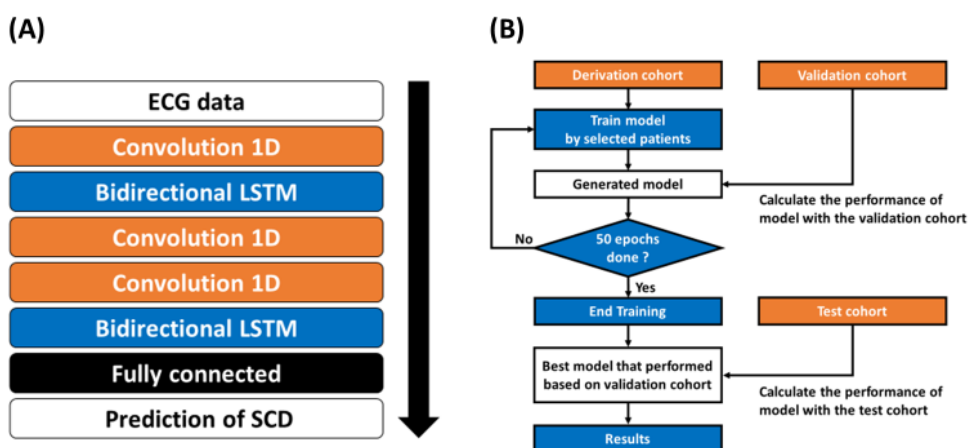 (A)
ECG data
Convolution 1D
Bidirectional LSTM
Convolution 1D
Convolution 1D
Bidirectional LSTM
Fully connected
Prediction of SCD
(B)
Derivation cohort
Validation cohort
Train model
by selected patients
Generated model
Calculate the performance of
model with the validation cohort
No
50 epochs
done ?
Yes
End Training
Test cohort
Best model that performed
based on validation cohort
Calculate the performance of
model with the test cohort
Results